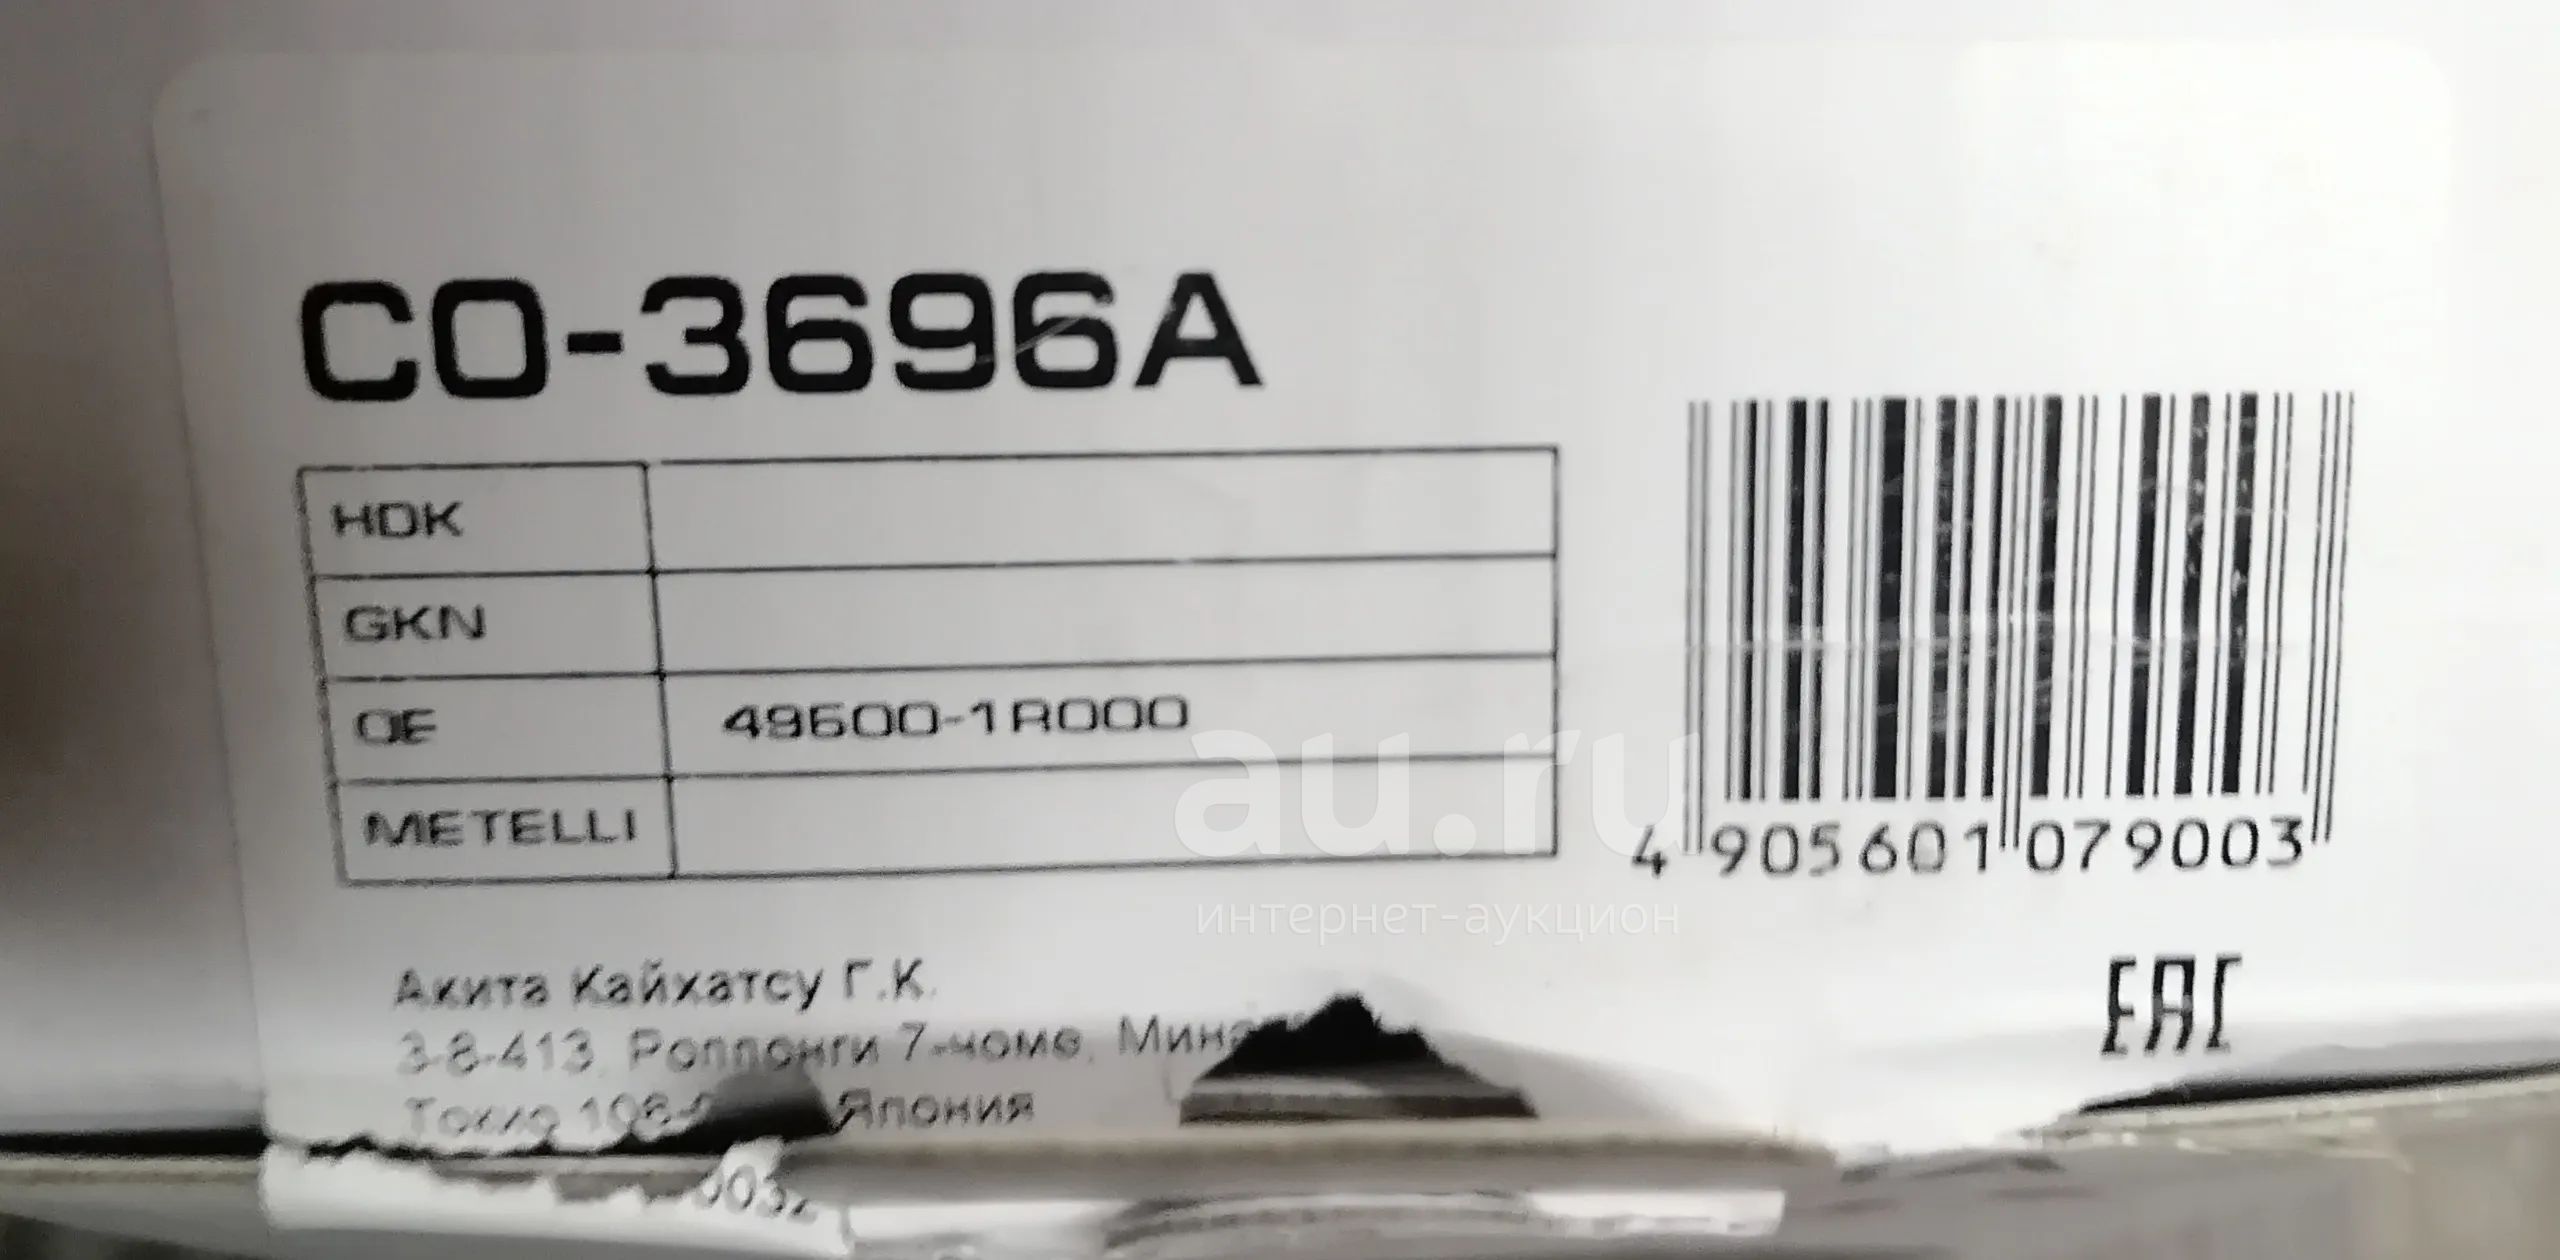 CO-3696A
HDK
GKN
OE 49600-1R000
METELLI
4 905601 079003
au.ru
интернет-аукцион
EAC
Акита Кайхатсу Г.К.
3-8-413, Роппонги 7-чоме,
Токио Япония